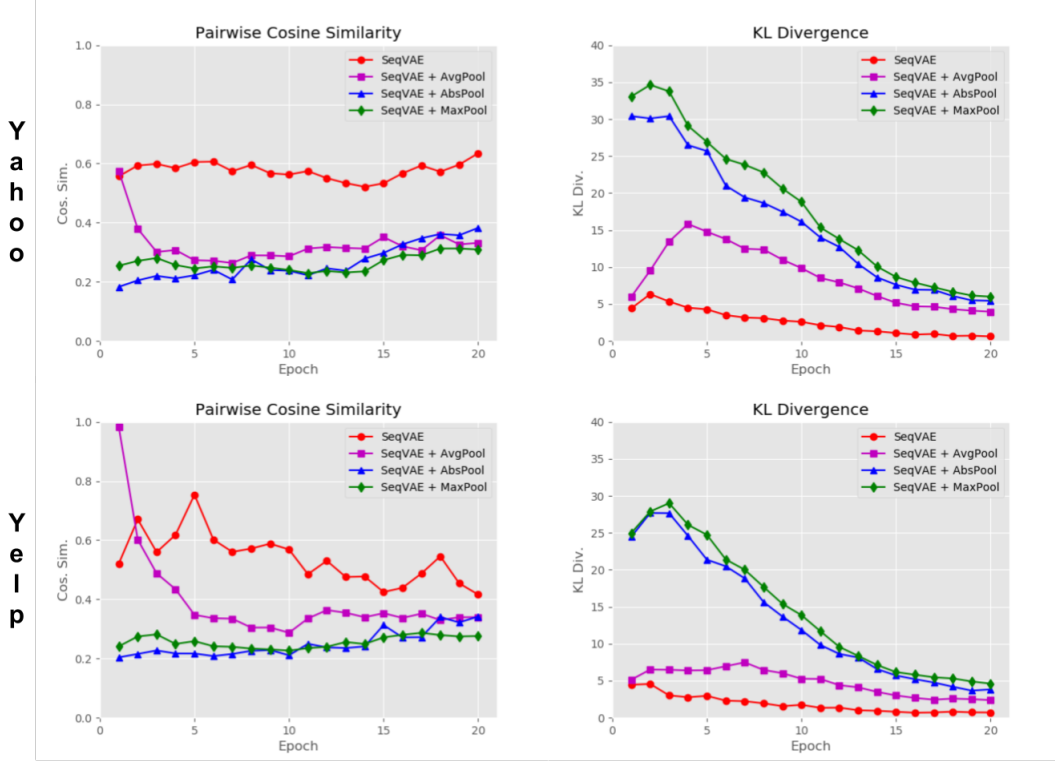 Yahoo
Pairwise Cosine Similarity
1.0
0.8
0.6
0.4
0.2
0.0
Cos. Sim.
0
5
10
15
20
Epoch
SeqVAE
SeqVAE + AvgPool
SeqVAE + AbsPool
SeqVAE + MaxPool
KL Divergence
40
35
30
25
20
15
10
5
0
KL Div.
0
5
10
15
20
Epoch
SeqVAE
SeqVAE + AvgPool
SeqVAE + AbsPool
SeqVAE + MaxPool
Yelp
Pairwise Cosine Similarity
1.0
0.8
0.6
0.4
0.2
0.0
Cos. Sim.
0
5
10
15
20
Epoch
SeqVAE
SeqVAE + AvgPool
SeqVAE + AbsPool
SeqVAE + MaxPool
KL Divergence
40
35
30
25
20
15
10
5
0
KL Div.
0
5
10
15
20
Epoch
SeqVAE
SeqVAE + AvgPool
SeqVAE + AbsPool
SeqVAE + MaxPool